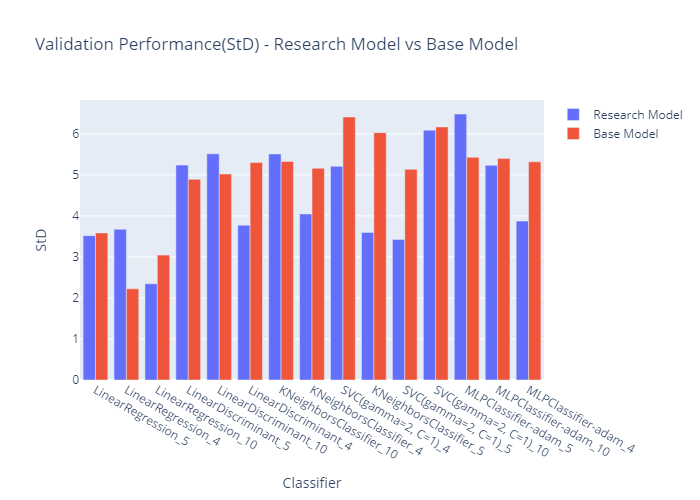 Validation Performance(StD) - Research Model vs Base Model
Research Model
Base Model
StD
6
5
4
3
2
1
0
LinearRegression_5
LinearRegression_4
LinearRegression_10
LinearDiscriminant_5
LinearDiscriminant_10
LinearDiscriminant_4
KNeighborsClassifier_10
KNeighborsClassifier_4
SVC(gamma=2, C=1)_4
KNeighborsClassifier_5
SVC(gamma=2, C=1)_5
SVC(gamma=2, C=1)_10
MLPClassifier-adam_5
MLPClassifier-adam_10
MLPClassifier-adam_4
Classifier